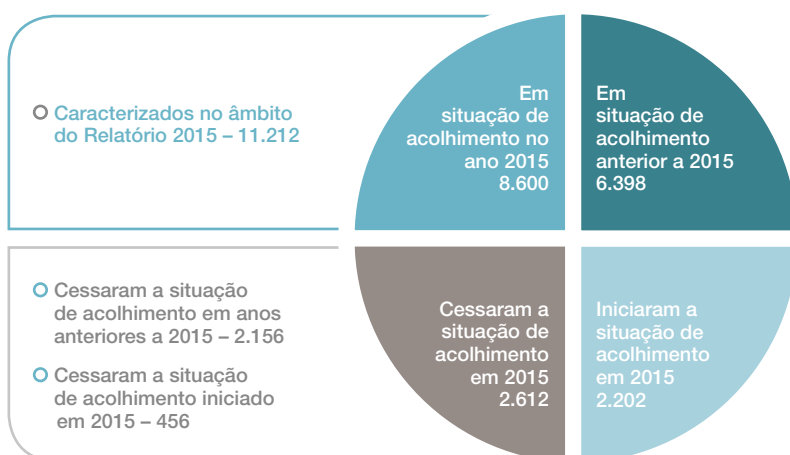 Caracterizados no âmbito
do Relatório 2015 – 11.212
Em
situação de
acolhimento no
ano 2015
8.600
Em
situação de
acolhimento
anterior a 2015
6.398
Cessaram a situação
de acolhimento em anos
anteriores a 2015 – 2.156
Cessaram a situação
de acolhimento iniciado
em 2015 – 456
Cessaram a
situação de
acolhimento
em 2015
2.612
Iniciaram a
situação de
acolhimento
em 2015
2.202